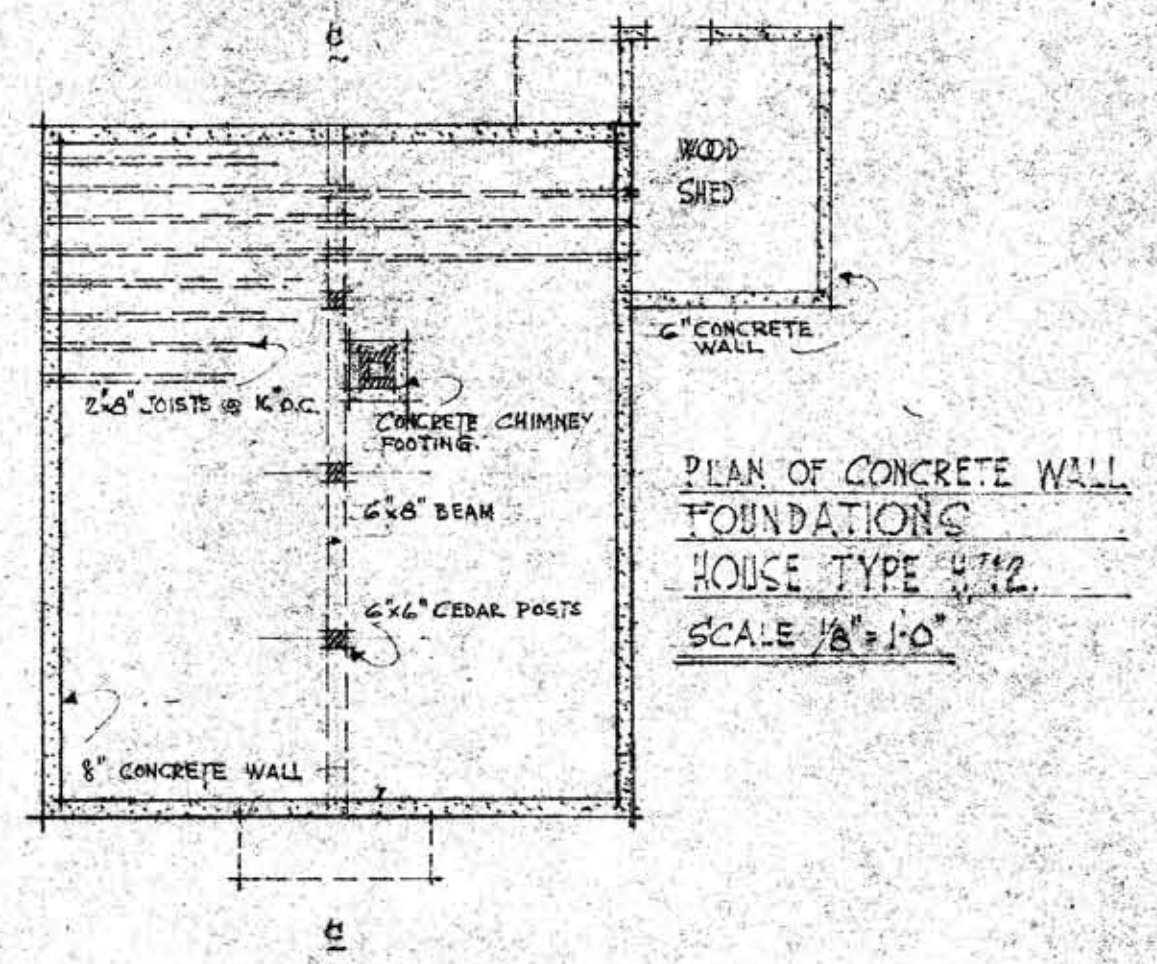 ℄
WOOD
SHED
6" CONCRETE
WALL
2"x8" JOISTS @ 16" O.C.
CONCRETE CHIMNEY
FOOTING.
6"x8" BEAM
6"x6" CEDAR POSTS
8" CONCRETE WALL
PLAN OF CONCRETE WALL
FOUNDATIONS
HOUSE TYPE
SCALE 1/8" = 1'-0"
℄